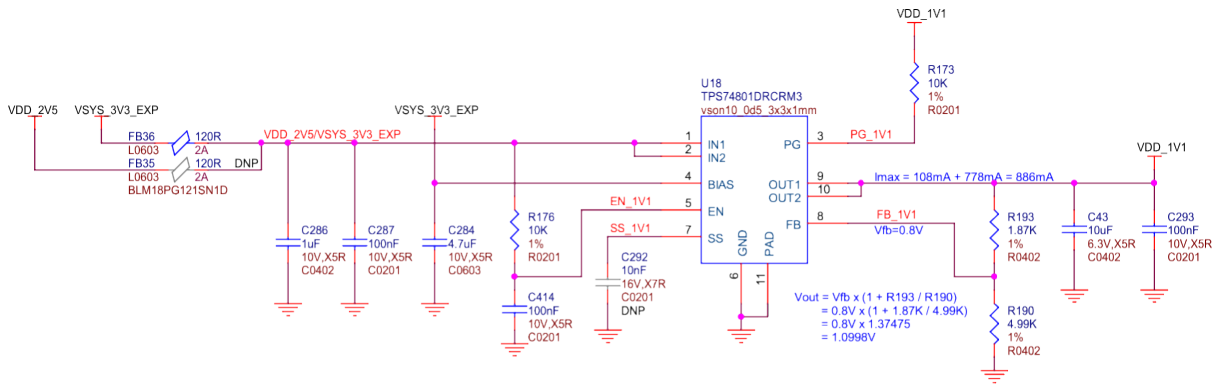 VDD_1V1
R173
10K
1%
R0201
U18
TPS74801DRCRM3
vson10_0d5_3x3x1mm
VDD_2V5
VSYS_3V3_EXP
VSYS_3V3_EXP
FB36
120R
L0603
2A
FB35
120R
DNP
L0603
2A
BLM18PG121SN1D
VDD_2V5/VSYS_3V3_EXP
1
IN1
2
IN2
4
BIAS
EN_1V1
5
EN
SS_1V1
7
SS
PG
3
PG_1V1
OUT1
9
OUT2
10
FB
8
FB_1V1
Vfb=0.8V
GND
6
PAD
11
Imax = 108mA + 778mA = 886mA
VDD_1V1
C286
1uF
10V,X5R
C0402
C287
100nF
10V,X5R
C0201
C284
4.7uF
10V,X5R
C0603
R176
10K
1%
R0201
C414
100nF
10V,X5R
C0201
C292
10nF
16V,X7R
C0201
DNP
R193
1.87K
1%
R0402
C43
10uF
6.3V,X5R
C0402
C293
100nF
10V,X5R
C0201
Vout = Vfb x (1 + R193 / R190)
= 0.8V x (1 + 1.87K / 4.99K)
= 0.8V x 1.37475
= 1.0998V
R190
4.99K
1%
R0402